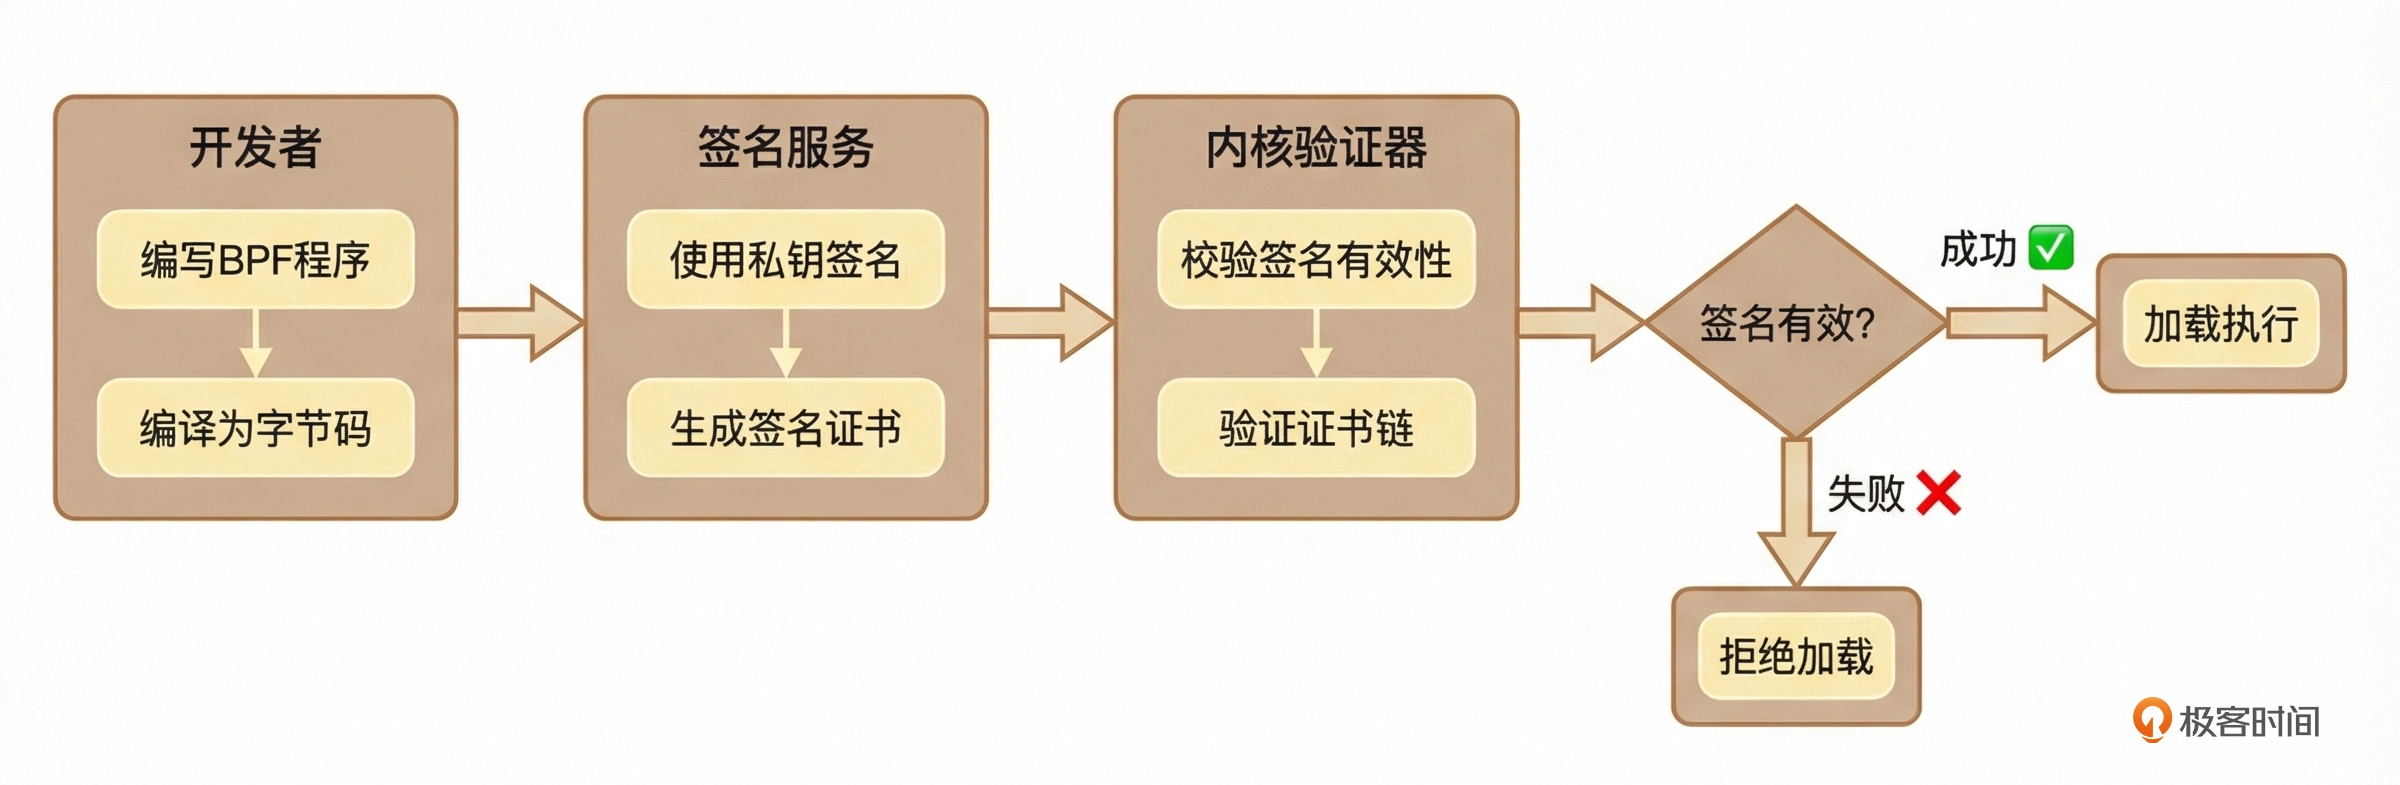 开发者
编写BPF程序
编译为字节码
签名服务
使用私钥签名
生成签名证书
内核验证器
校验签名有效性
验证证书链
签名有效?
成功
加载执行
失败
拒绝加载
极客时间